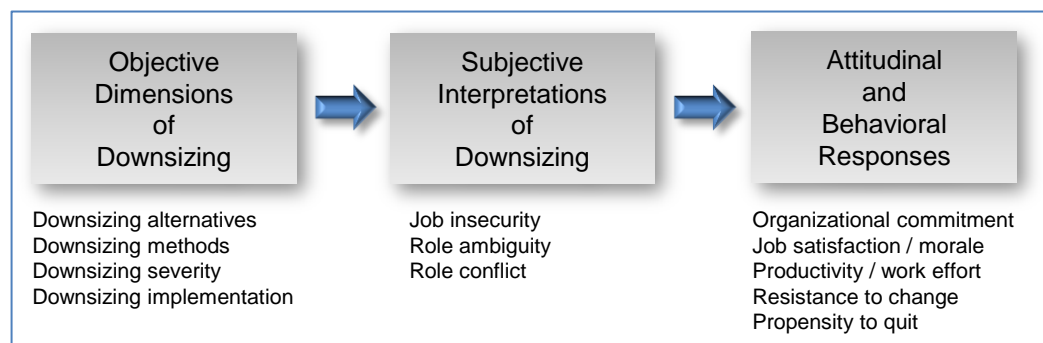 Objective
Dimensions
of
Downsizing
Subjective
Interpretations
of
Downsizing
Attitudinal
and
Behavioral
Responses
Downsizing alternatives
Downsizing methods
Downsizing severity
Downsizing implementation
Job insecurity
Role ambiguity
Role conflict
Organizational commitment
Job satisfaction / morale
Productivity / work effort
Resistance to change
Propensity to quit